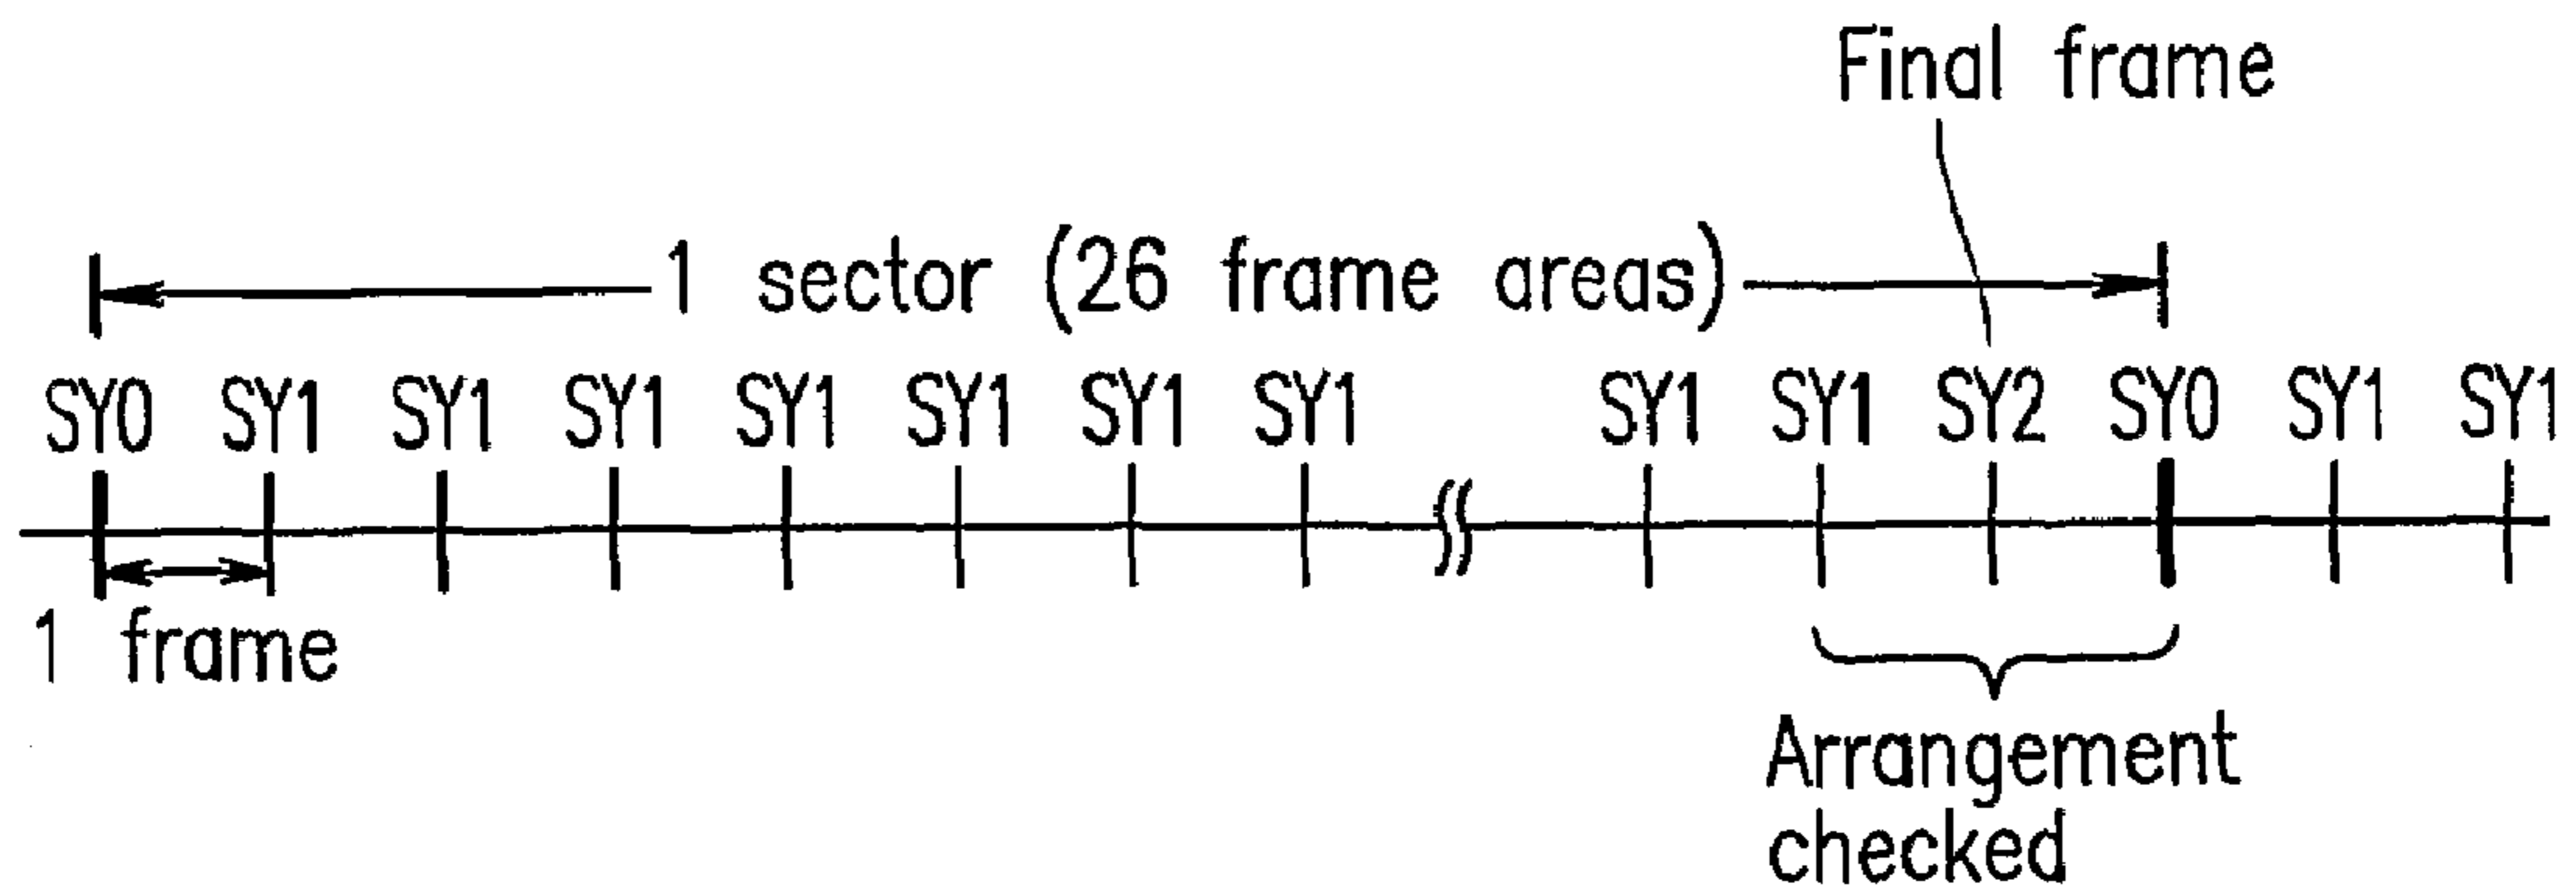 Final frame
1 sector (26 frame areas)
SY0 SY1 SY1 SY1 SY1 SY1 SY1 SY1 SY1 SY1 SY2 SY0 SY1 SY1
1 frame
Arrangement
checked